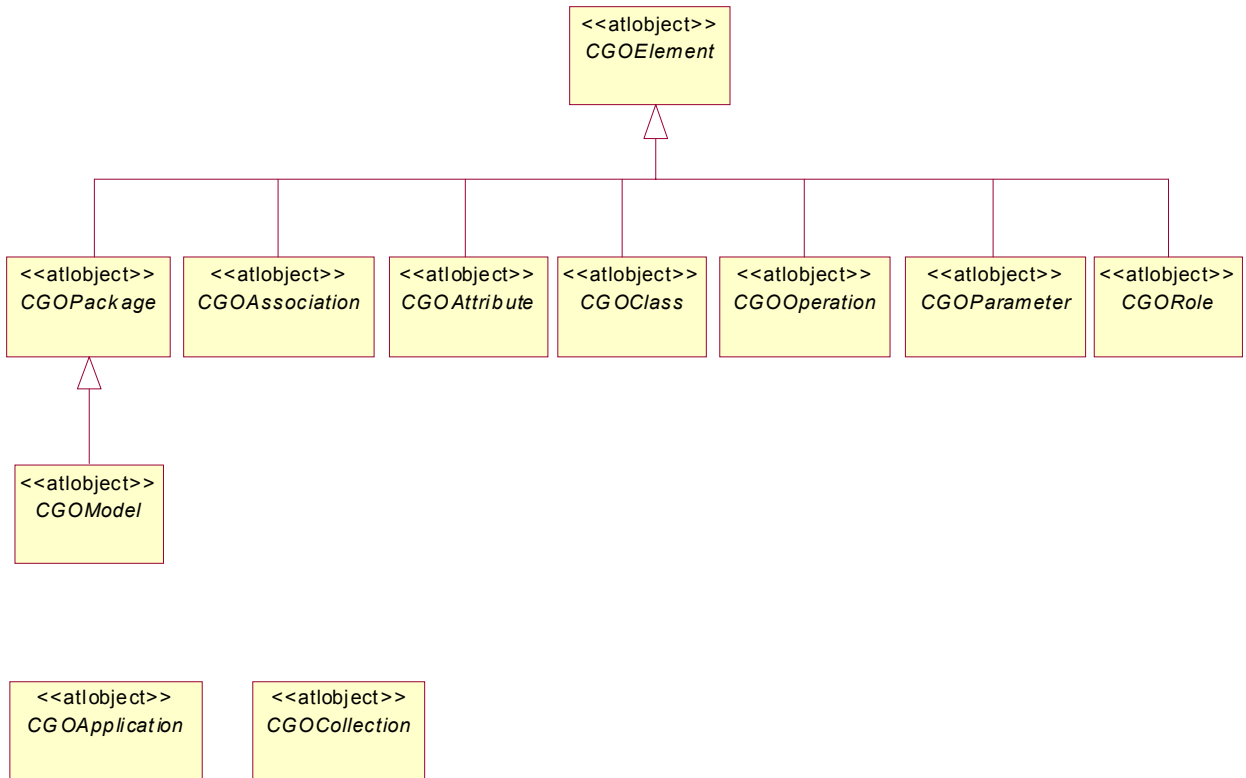 <<atlobject>>
CGOElement
<<atlobject>>
CGOPackage
<<atlobject>>
CGOAssociation
<<atlobject>>
CGOAttribute
<<atlobject>>
CGOClass
<<atlobject>>
CGOOperation
<<atlobject>>
CGOParameter
<<atlobject>>
CGORole
<<atlobject>>
CGOModel
<<atlobject>>
CGOApplication
<<atlobject>>
CGOCollection